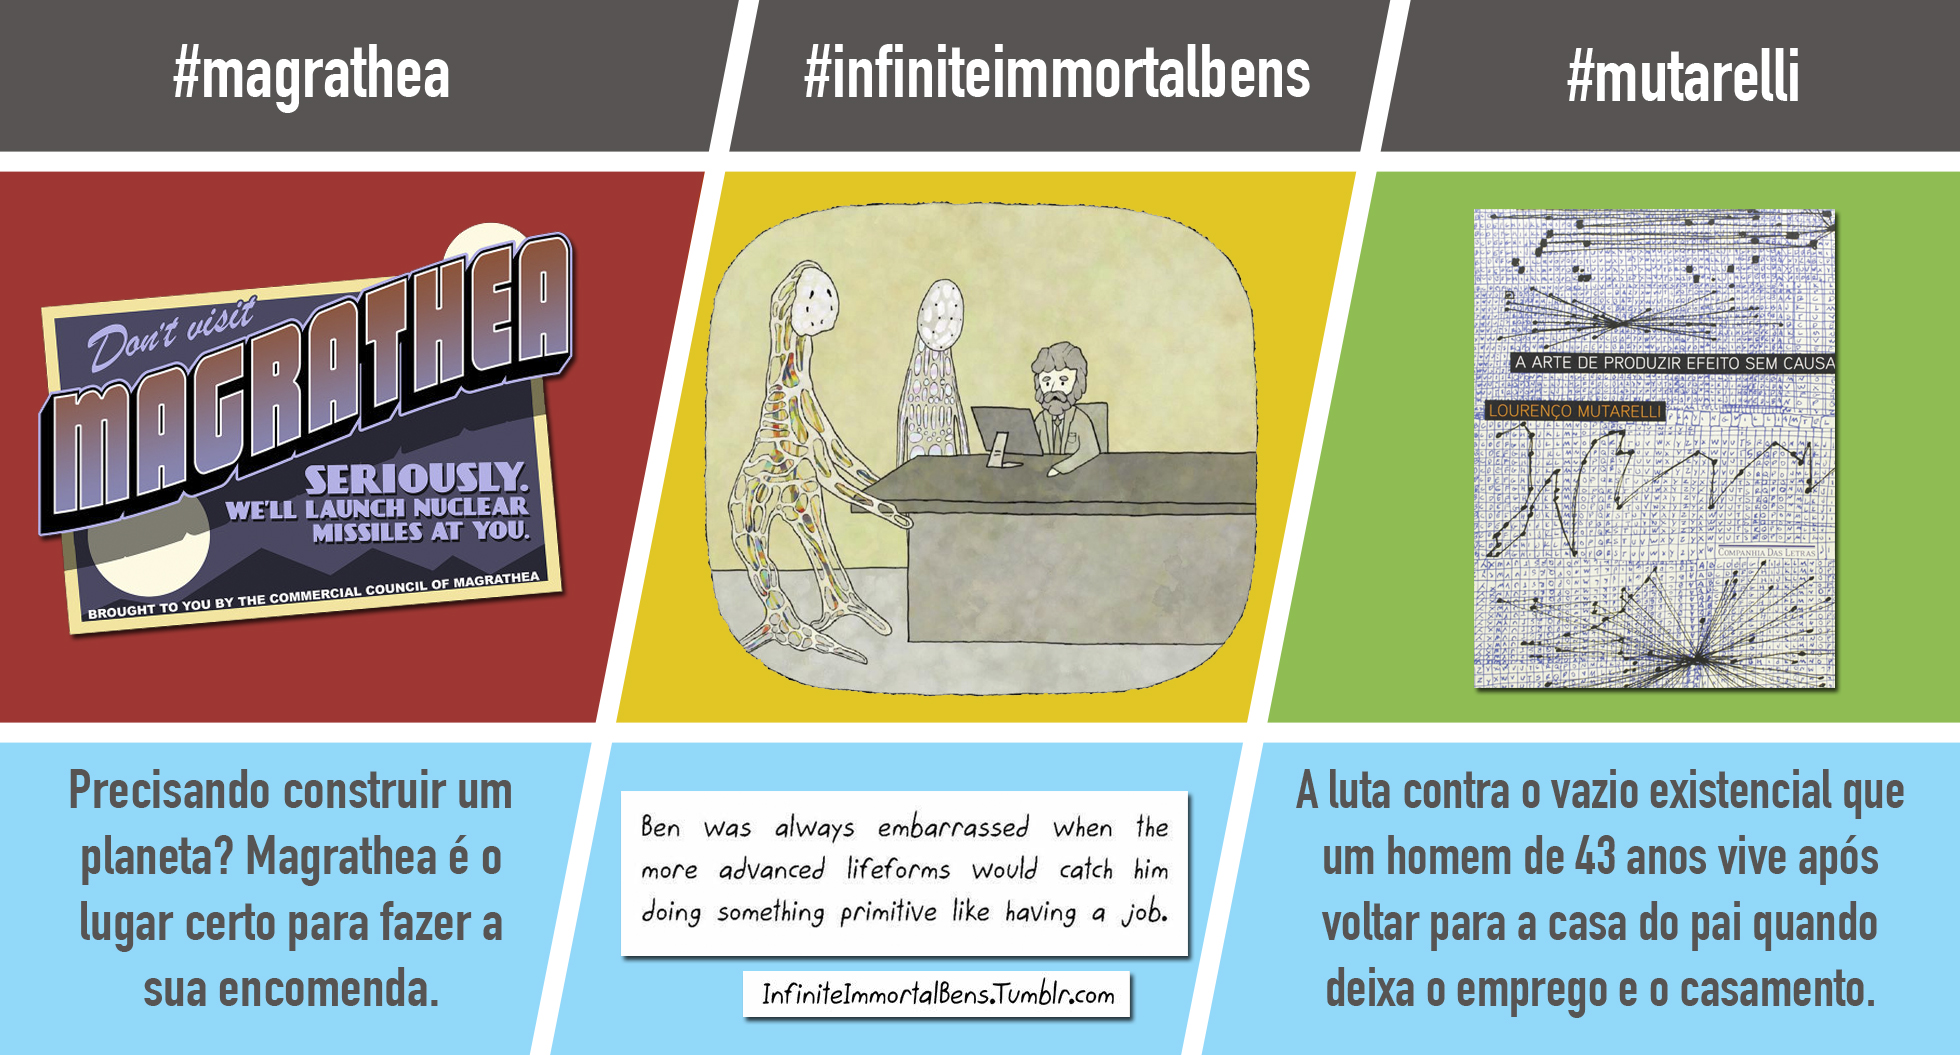 #magrathea
#infiniteimmortalbens
#mutarelli
Don't visit
MAGRATHEA
SERIOUSLY.
WE'LL LAUNCH NUCLEAR
MISSILES AT YOU.
BROUGHT TO YOU BY THE COMMERCIAL COUNCIL OF MAGRATHEA
A ARTE DE PRODUZIR EFEITO SEM CAUSA
LOURENÇO MUTARELLI
COMPANHIA DAS LETRAS
Precisando construir um
planeta? Magrathea é o
lugar certo para fazer a
sua encomenda.
Ben was always embarrassed when the
more advanced lifeforms would catch him
doing something primitive like having a job.
InfiniteImmortalBens.Tumblr.com
A luta contra o vazio existencial que
um homem de 43 anos vive após
voltar para a casa do pai quando
deixa o emprego e o casamento.